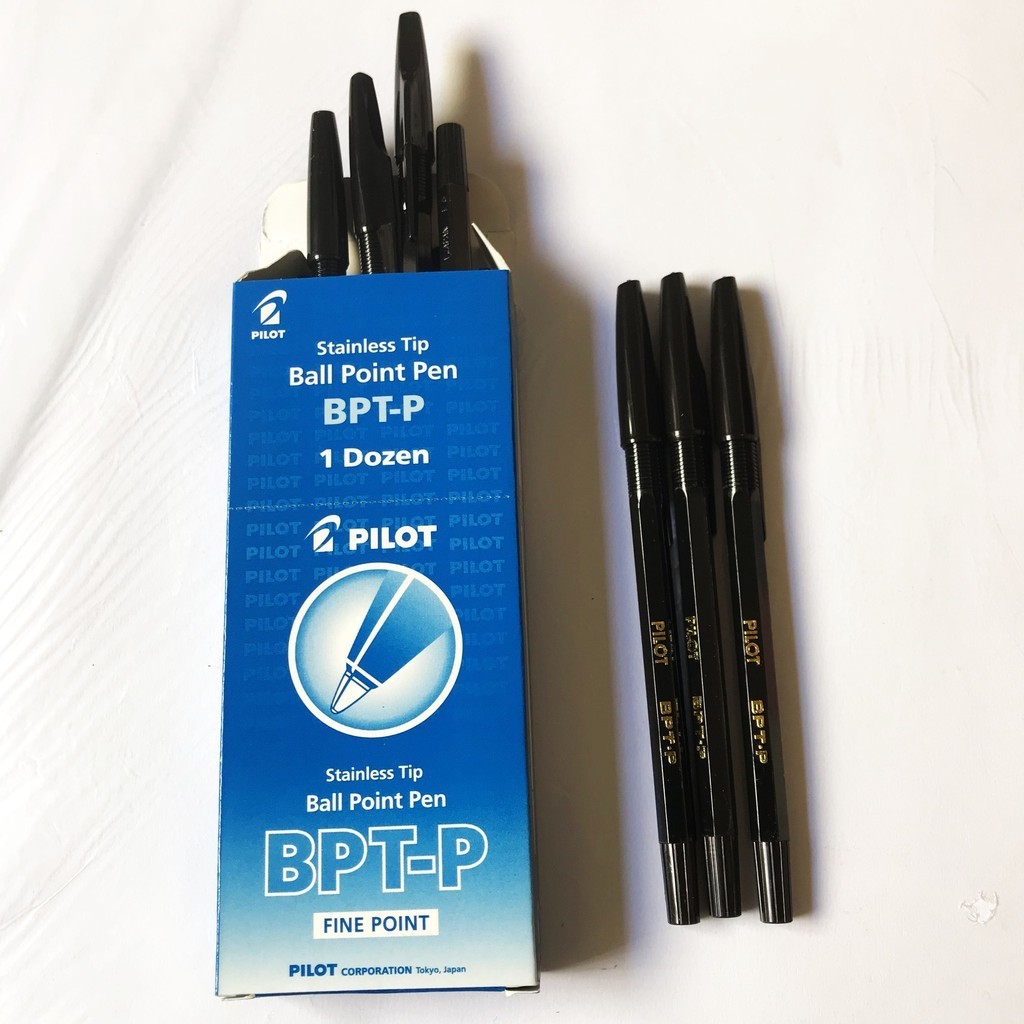 PILOT
Stainless Tip
Ball Point Pen
BPT-P
1 Dozen
PILOT
Stainless Tip
Ball Point Pen
BPT-P
FINE POINT
PILOT CORPORATION Tokyo, Japan
PILOT BPT-P
PILOT BPT-P
PILOT BPT-P